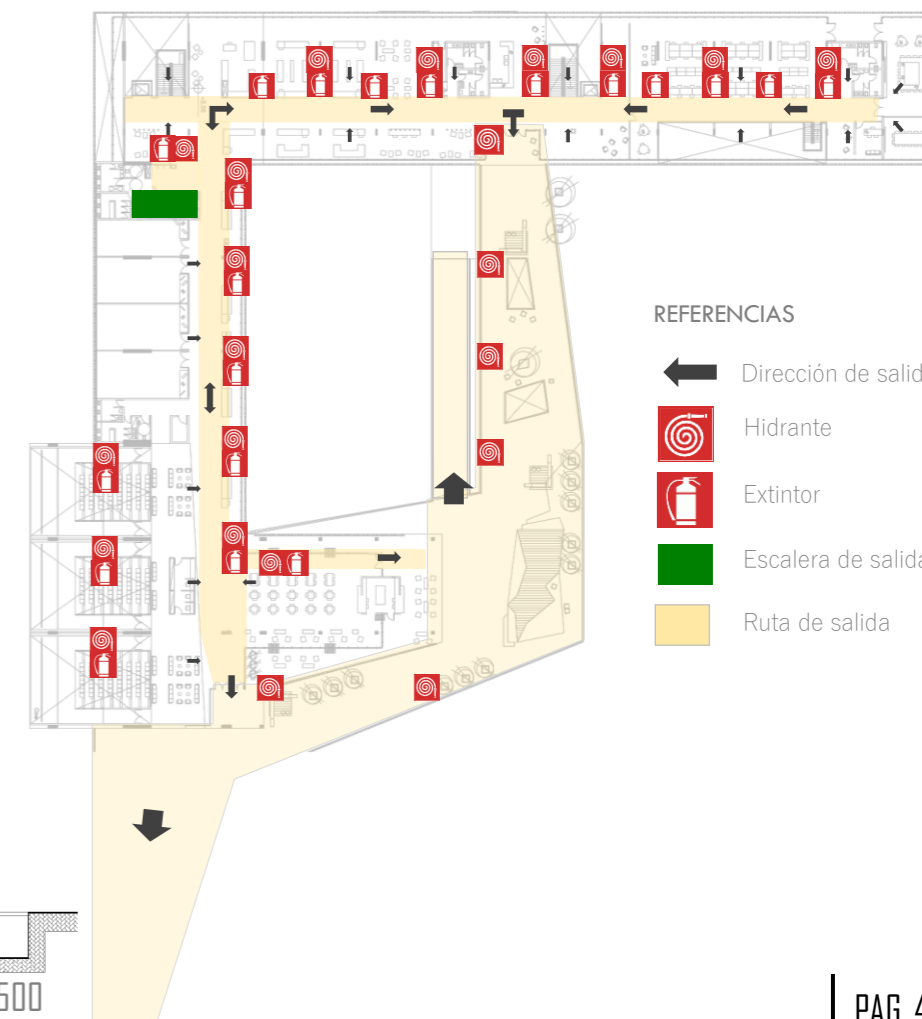 REFERENCIAS
Dirección de salid
Hidrante
Extintor
Escalera de salida
Ruta de salida
500
PAG 4